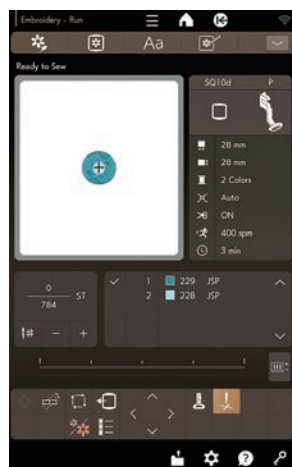 Embroidery - Run
Aa
Ready to Sew
SQ10d P
28 mm
28 mm
2 Colors
Auto
ON
400 spm
3 min
0
784
ST
1 229 JSP
2 228 JSP
#
- +